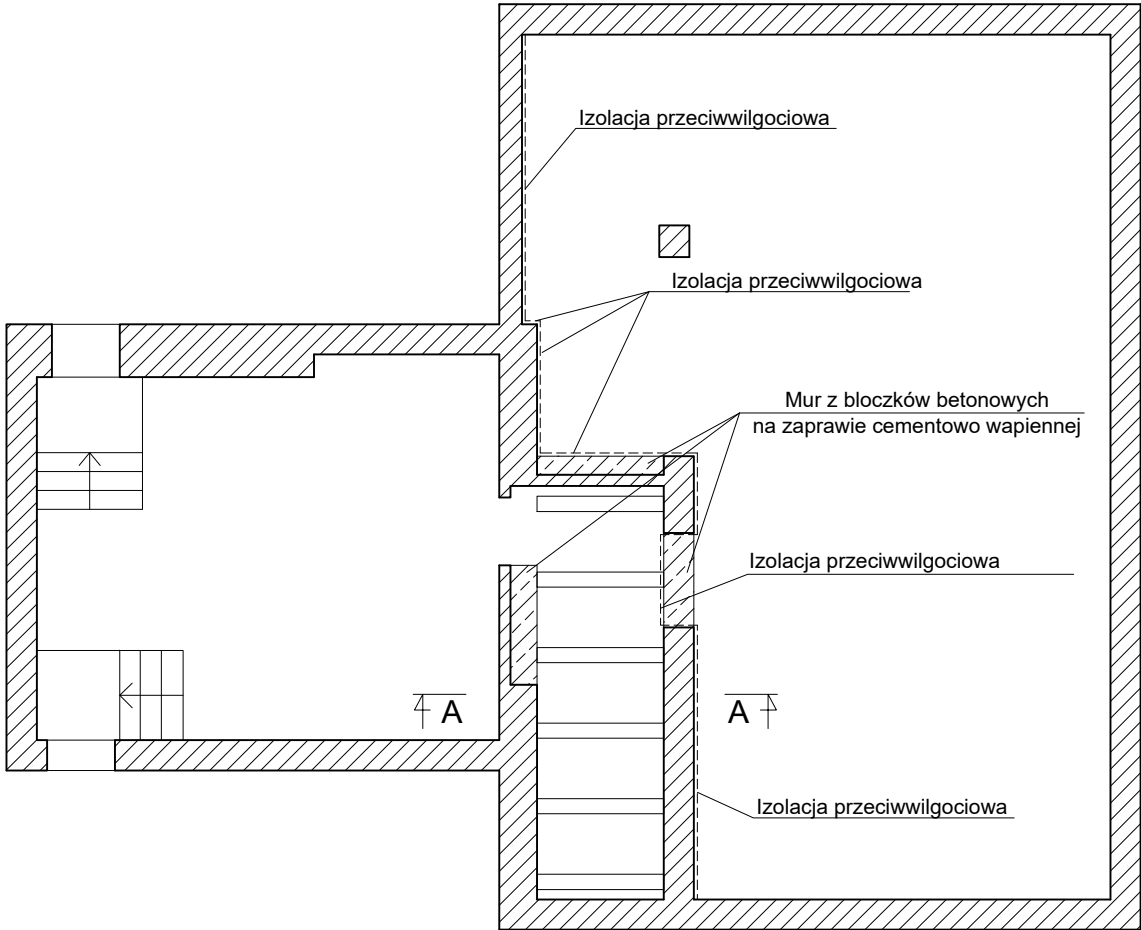 Izolacja przeciwwilgociowa
Izolacja przeciwwilgociowa
Mur z bloczków betonowych
na zaprawie cementowo wapiennej
Izolacja przeciwwilgociowa
A
A
Izolacja przeciwwilgociowa